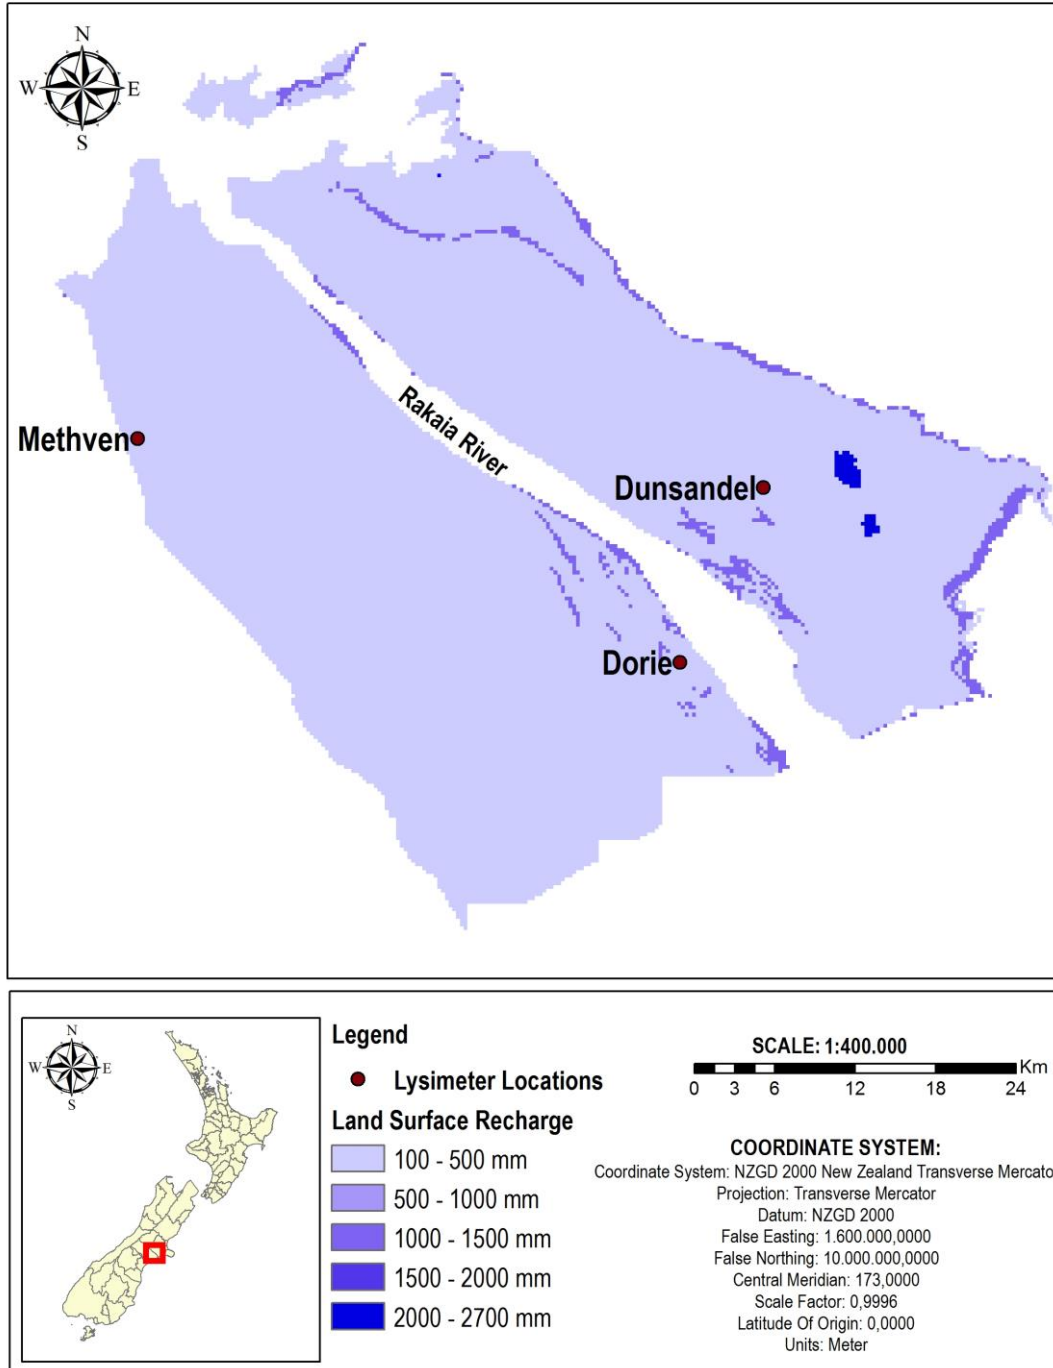 N
W E
S
Methven
Rakaia River
Dunsandel
Dorie
N
W E
S
Legend
Lysimeter Locations
Land Surface Recharge
100 - 500 mm
500 - 1000 mm
1000 - 1500 mm
1500 - 2000 mm
2000 - 2700 mm
SCALE: 1:400.000
Km
0 3 6 12 18 24
COORDINATE SYSTEM:
Coordinate System: NZGD 2000 New Zealand Transverse Mercato
Projection: Transverse Mercator
Datum: NZGD 2000
False Easting: 1.600.000,0000
False Northing: 10.000.000,0000
Central Meridian: 173,0000
Scale Factor: 0,9996
Latitude Of Origin: 0,0000
Units: Meter